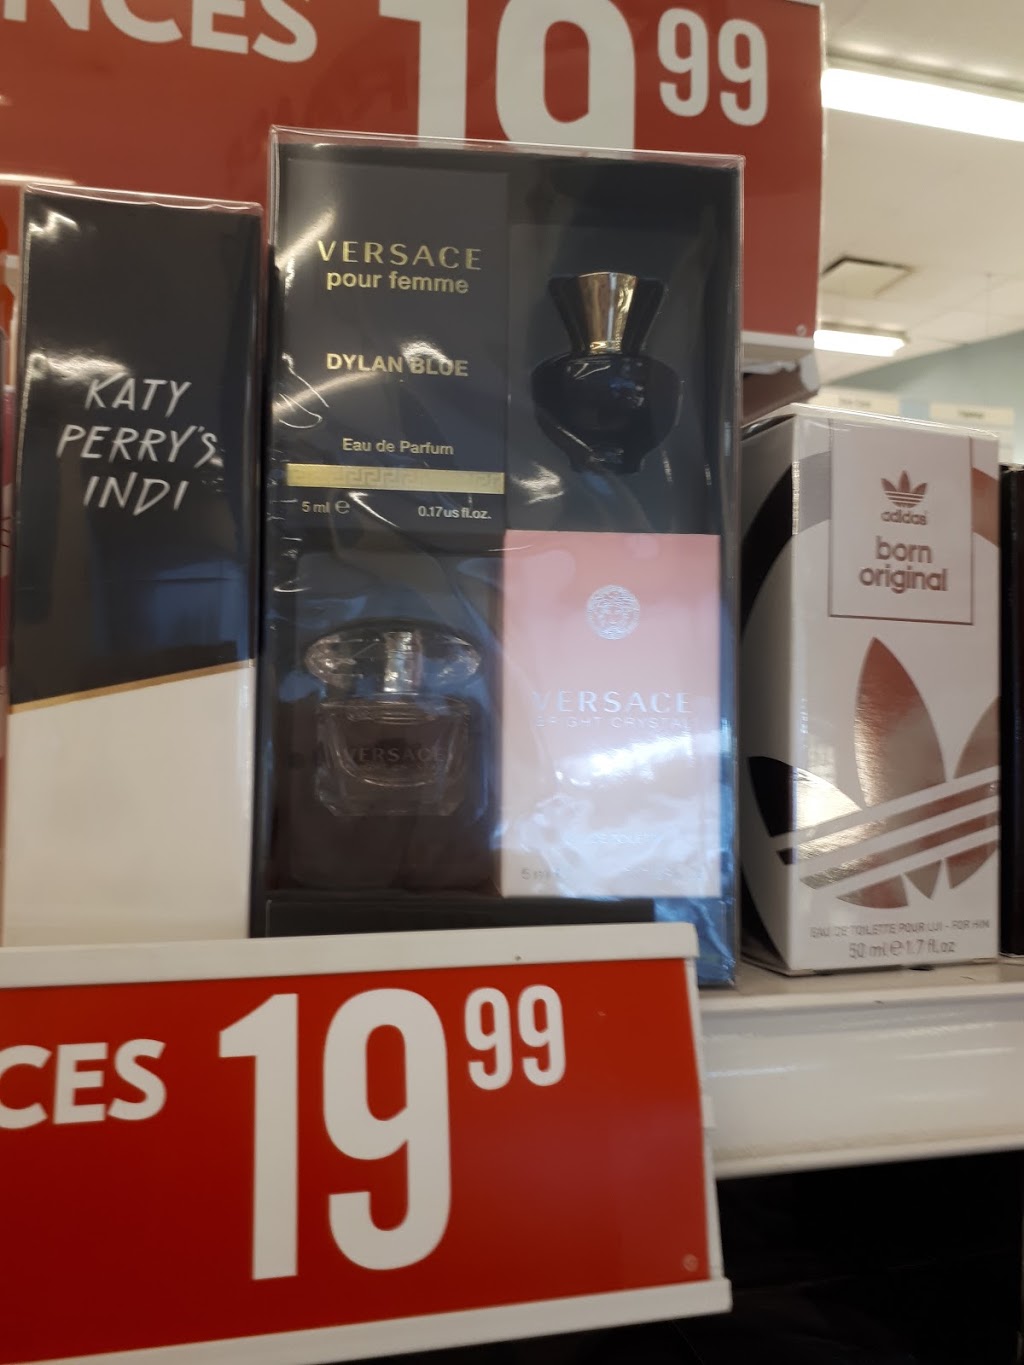 NCES 19 99
KATY
PERRY'S
INDI
VERSACE
pour femme
DYLAN BLUE
Eau de Parfum
5 ml e
0.17 us fl.oz.
VERSACE
VERSACE
BRIGHT CRYSTAL
adidas
born
original
EAU DE TOILETTE POUR LUI - FOR HIM
50 ml e 1.7 fl.oz
CES 19 99